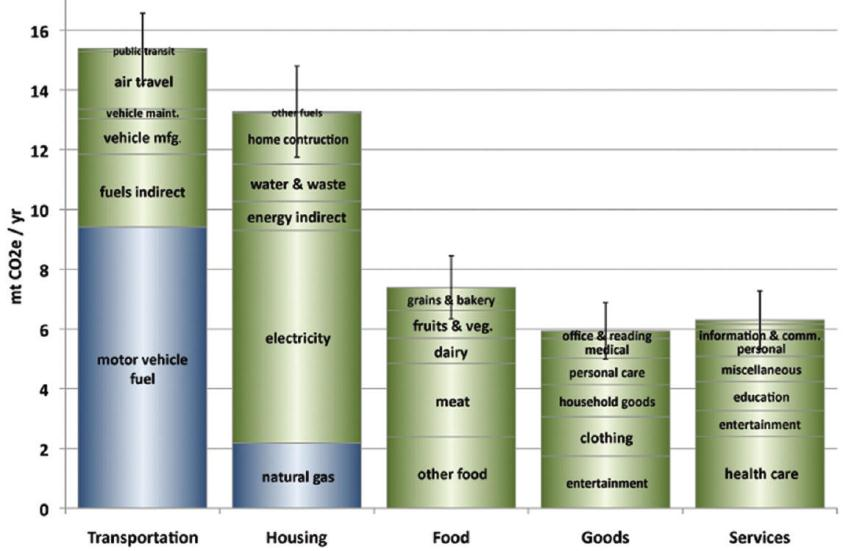 mt CO2e / yr
16
14
12
10
8
6
4
2
0
public transit
air travel
vehicle maint.
vehicle mfg.
fuels indirect
motor vehicle
fuel
other fuels
home contruction
water & waste
energy indirect
electricity
natural gas
grains & bakery
fruits & veg.
dairy
meat
other food
office & reading
medical
personal care
household goods
clothing
entertainment
information & comm.
personal
miscellaneous
education
entertainment
health care
Transportation
Housing
Food
Goods
Services